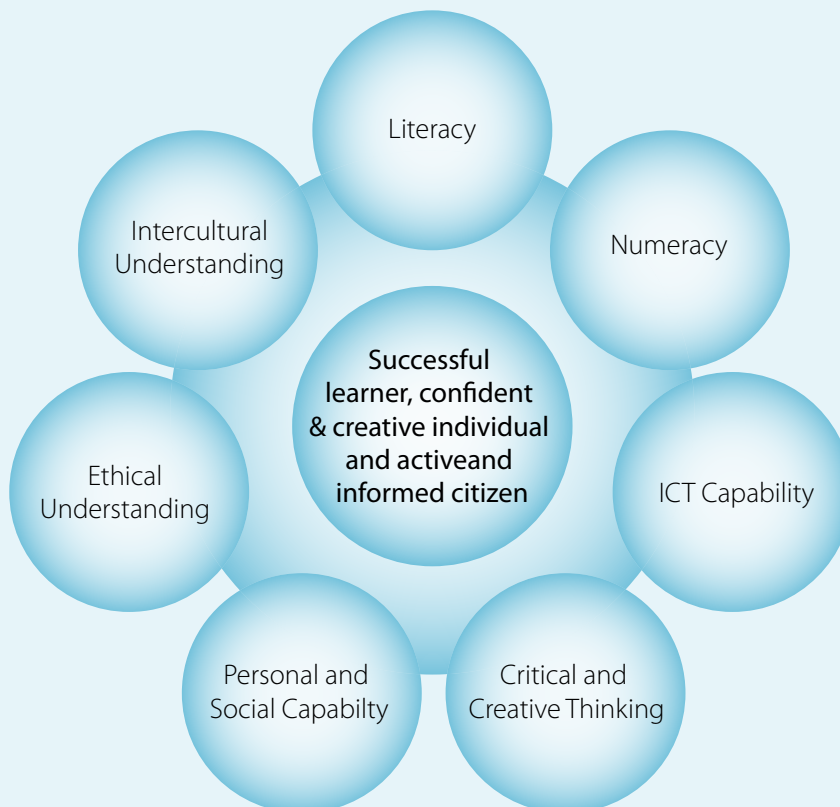 Literacy
Numeracy
ICT Capability
Critical and
Creative Thinking
Personal and
Social Capabilty
Ethical
Understanding
Intercultural
Understanding
Successful
learner, confident
& creative individual
and activeand
informed citizen